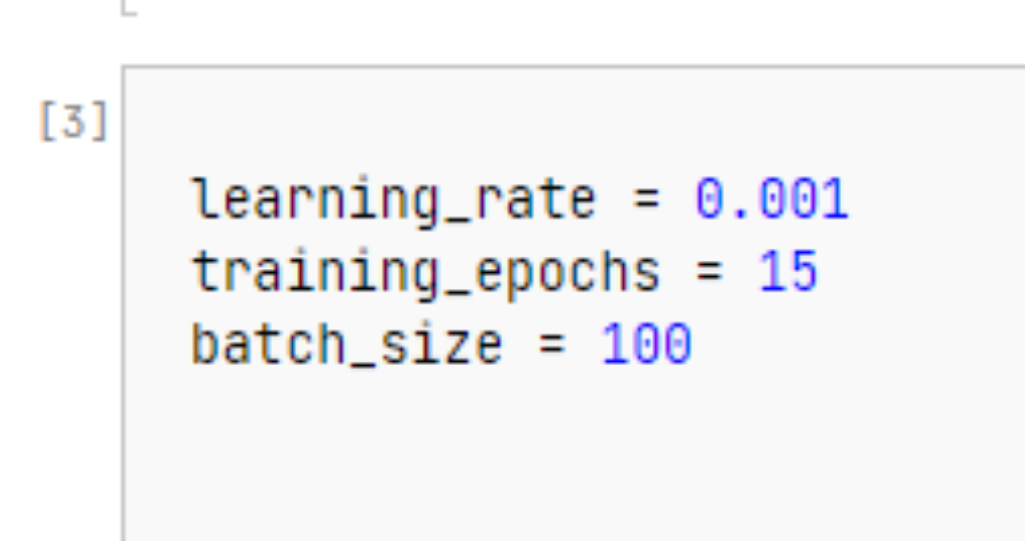 [3]
learning_rate = 0.001
training_epochs = 15
batch_size = 100